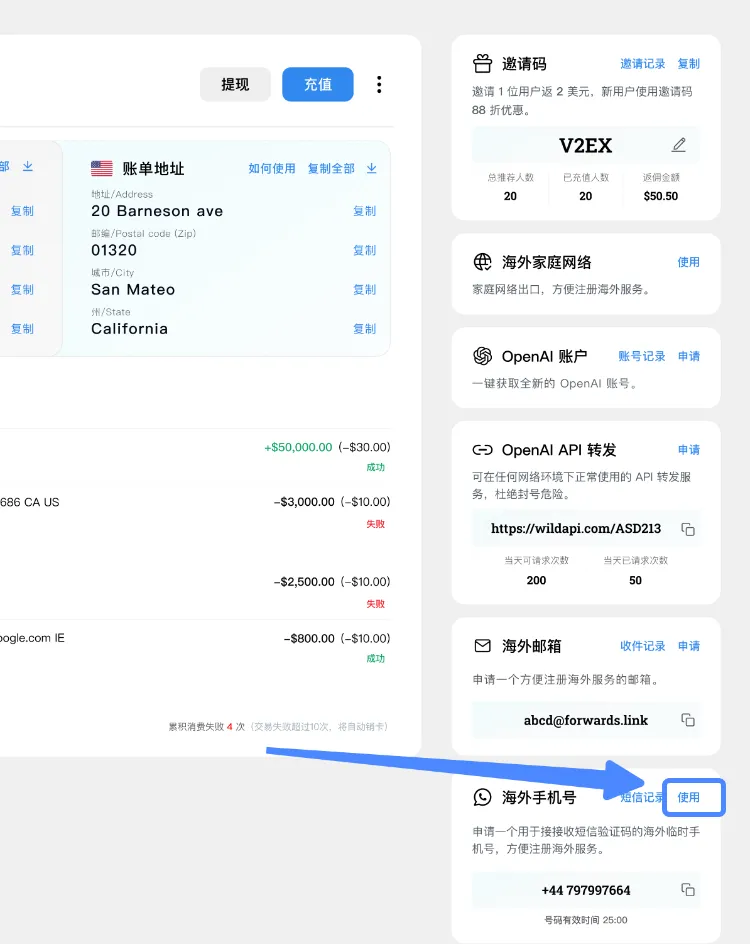 提现
充值
部
复制
复制
复制
复制
账单地址
如何使用 复制全部
地址/Address
20 Barneson ave
复制
邮编/Postal code (Zip)
01320
复制
城市/City
San Mateo
复制
州/State
California
复制
+$50,000.00 (−$30.00)
成功
686 CA US
−$3,000.00 (−$10.00)
失败
−$2,500.00 (−$10.00)
失败
oogle.com IE
−$800.00 (−$10.00)
成功
累积消费失败 4 次（交易失败超过10次，将自动销卡）
邀请码
邀请记录 复制
邀请 1 位用户返 2 美元，新用户使用邀请码
88 折优惠。
V2EX
总推荐人数 已充值人数 返佣金额
20 20 $50.50
海外家庭网络
使用
家庭网络出口，方便注册海外服务。
OpenAI 账户
账号记录 申请
一键获取全新的 OpenAI 账号。
OpenAI API 转发
申请
可在任何网络环境下正常使用的 API 转发服
务，杜绝封号危险。
https://wildapi.com/ASD213
当天可请求次数 当天已请求次数
200 50
海外邮箱
收件记录 申请
申请一个方便注册海外服务的邮箱。
abcd@forwards.link
海外手机号
短信记录 使用
申请一个用于接接收短信验证码的海外临时手
机号，方便注册海外服务。
+44 797997664
号码有效时间 25:00